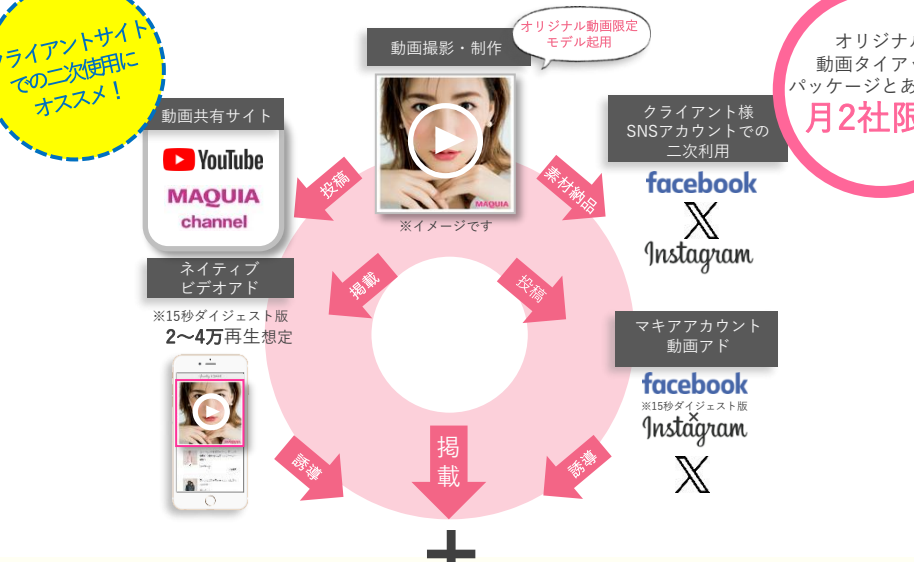 クライアントサイト
での二次使用に
オススメ！
動画撮影・制作
オリジナル動画限定
モデル起用
オリジナル
動画タイア
パッケージとあ
月2社限
動画共有サイト
YouTube
MAQUIA
channel
MAQUIA
※イメージです
クライアント様
SNSアカウントでの
二次利用
facebook
X
Instagram
投稿
素材納品
掲載
投稿
ネイティブ
ビデオアド
※15秒ダイジェスト版
2〜4万再生想定
マキアアカウント
動画アド
facebook
※15秒ダイジェスト版
×
Instagram
X
誘導
掲載
誘導
+